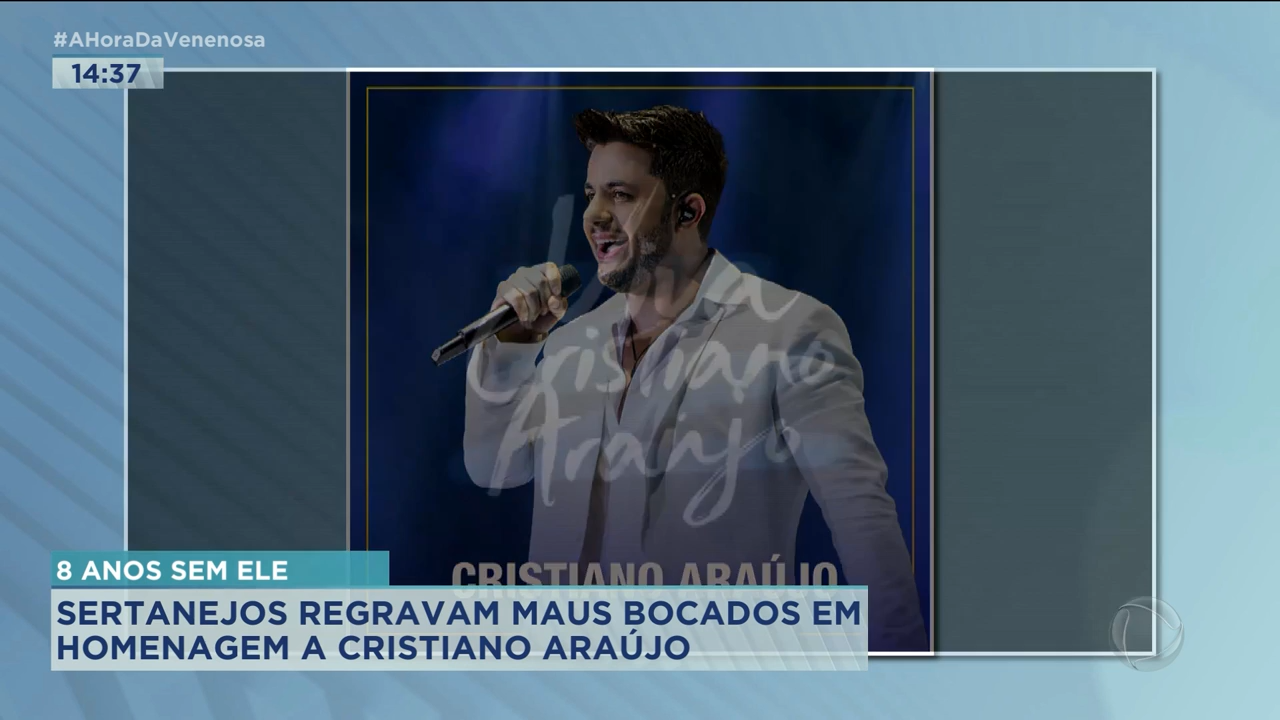 #AHoraDaVenenosa
14:37
Viva
Cristiano
Araújo
CRISTIANO ARAÚJO
8 ANOS SEM ELE
SERTANEJOS REGRAVAM MAUS BOCADOS EM
HOMENAGEM A CRISTIANO ARAÚJO